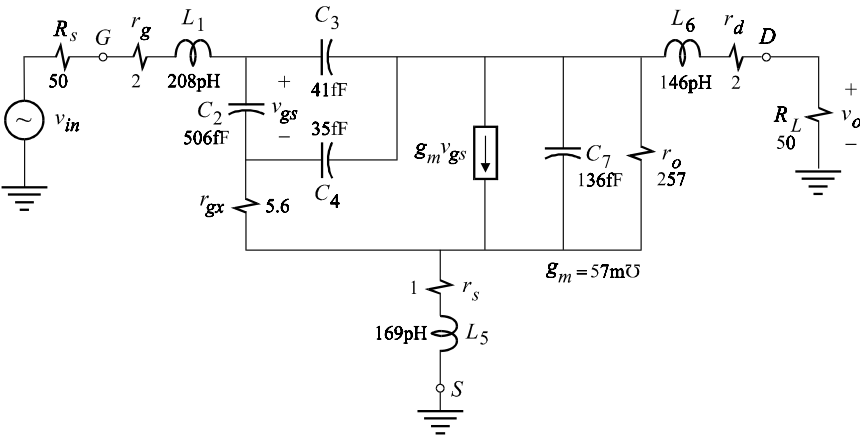 R_s G r_g L_1 C_3 L_6 r_d D
50 2 208pH 41fF 146pH 2
+ v_gs −
C_2 506fF
35fF
C_4
v_in
g_m v_gs
C_7 136fF
r_o 257
R_L 50
+ v_o −
r_gx 5.6
g_m = 57m℧
1 r_s
169pH L_5
S